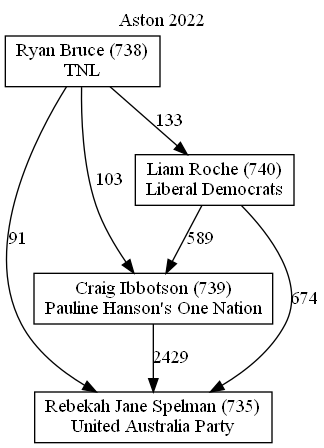 Aston 2022
Ryan Bruce (738)
TNL
133
103
Liam Roche (740)
Liberal Democrats
91
589
Craig Ibbotson (739)
Pauline Hanson's One Nation
674
2429
Rebekah Jane Spelman (735)
United Australia Party